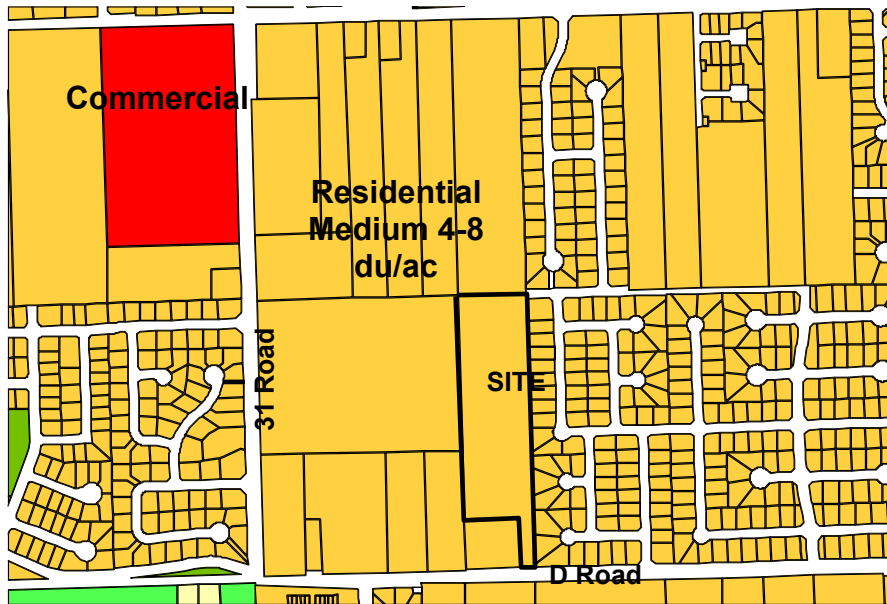 Commercial
Residential
Medium 4-8
du/ac
31 Road
SITE
D Road